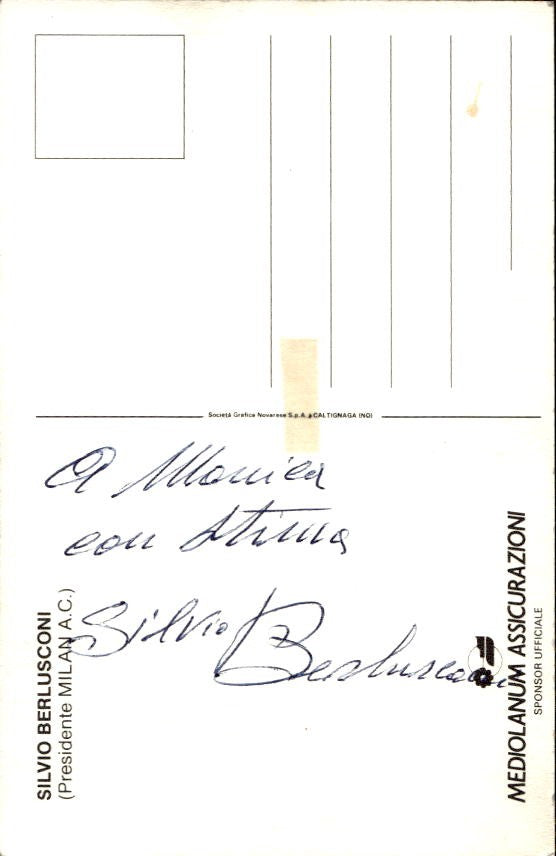 Società Grafica Novarese S.p.A. - CALTIGNAGA (NO)
A Monica
con stima
Silvio Berlusconi
SILVIO BERLUSCONI
(Presidente MILAN A.C.)
MEDIOLANUM ASSICURAZIONI
SPONSOR UFFICIALE